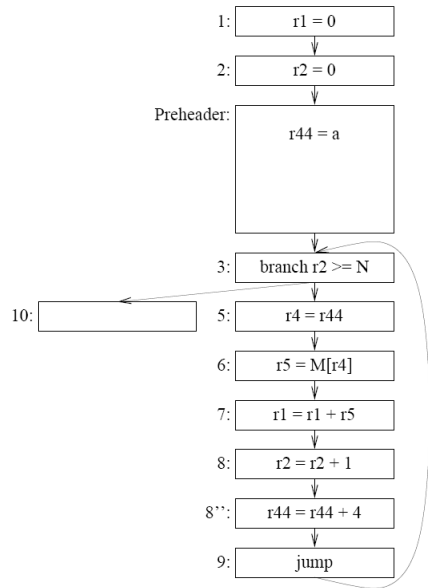 1: r1 = 0
2: r2 = 0
Preheader:
r44 = a
3: branch r2 >= N
10:
5: r4 = r44
6: r5 = M[r4]
7: r1 = r1 + r5
8: r2 = r2 + 1
8’’: r44 = r44 + 4
9: jump